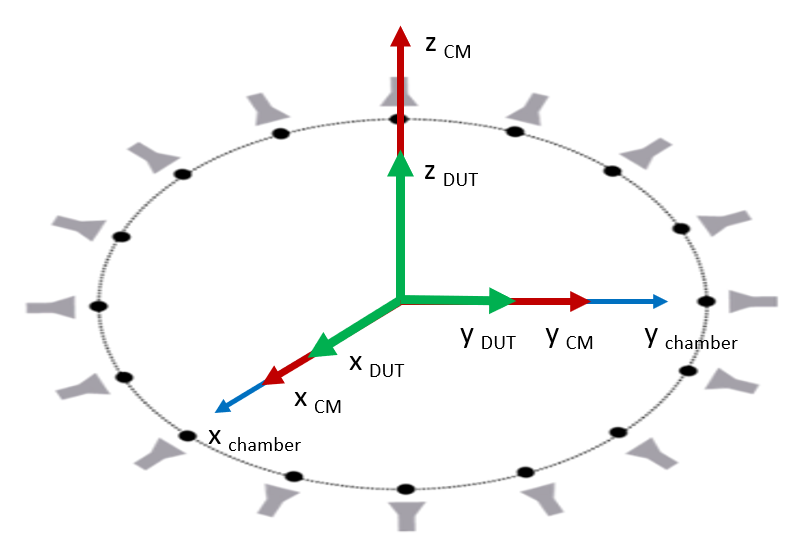 z CM
z DUT
y DUT y CM y chamber
x DUT
x CM
x chamber